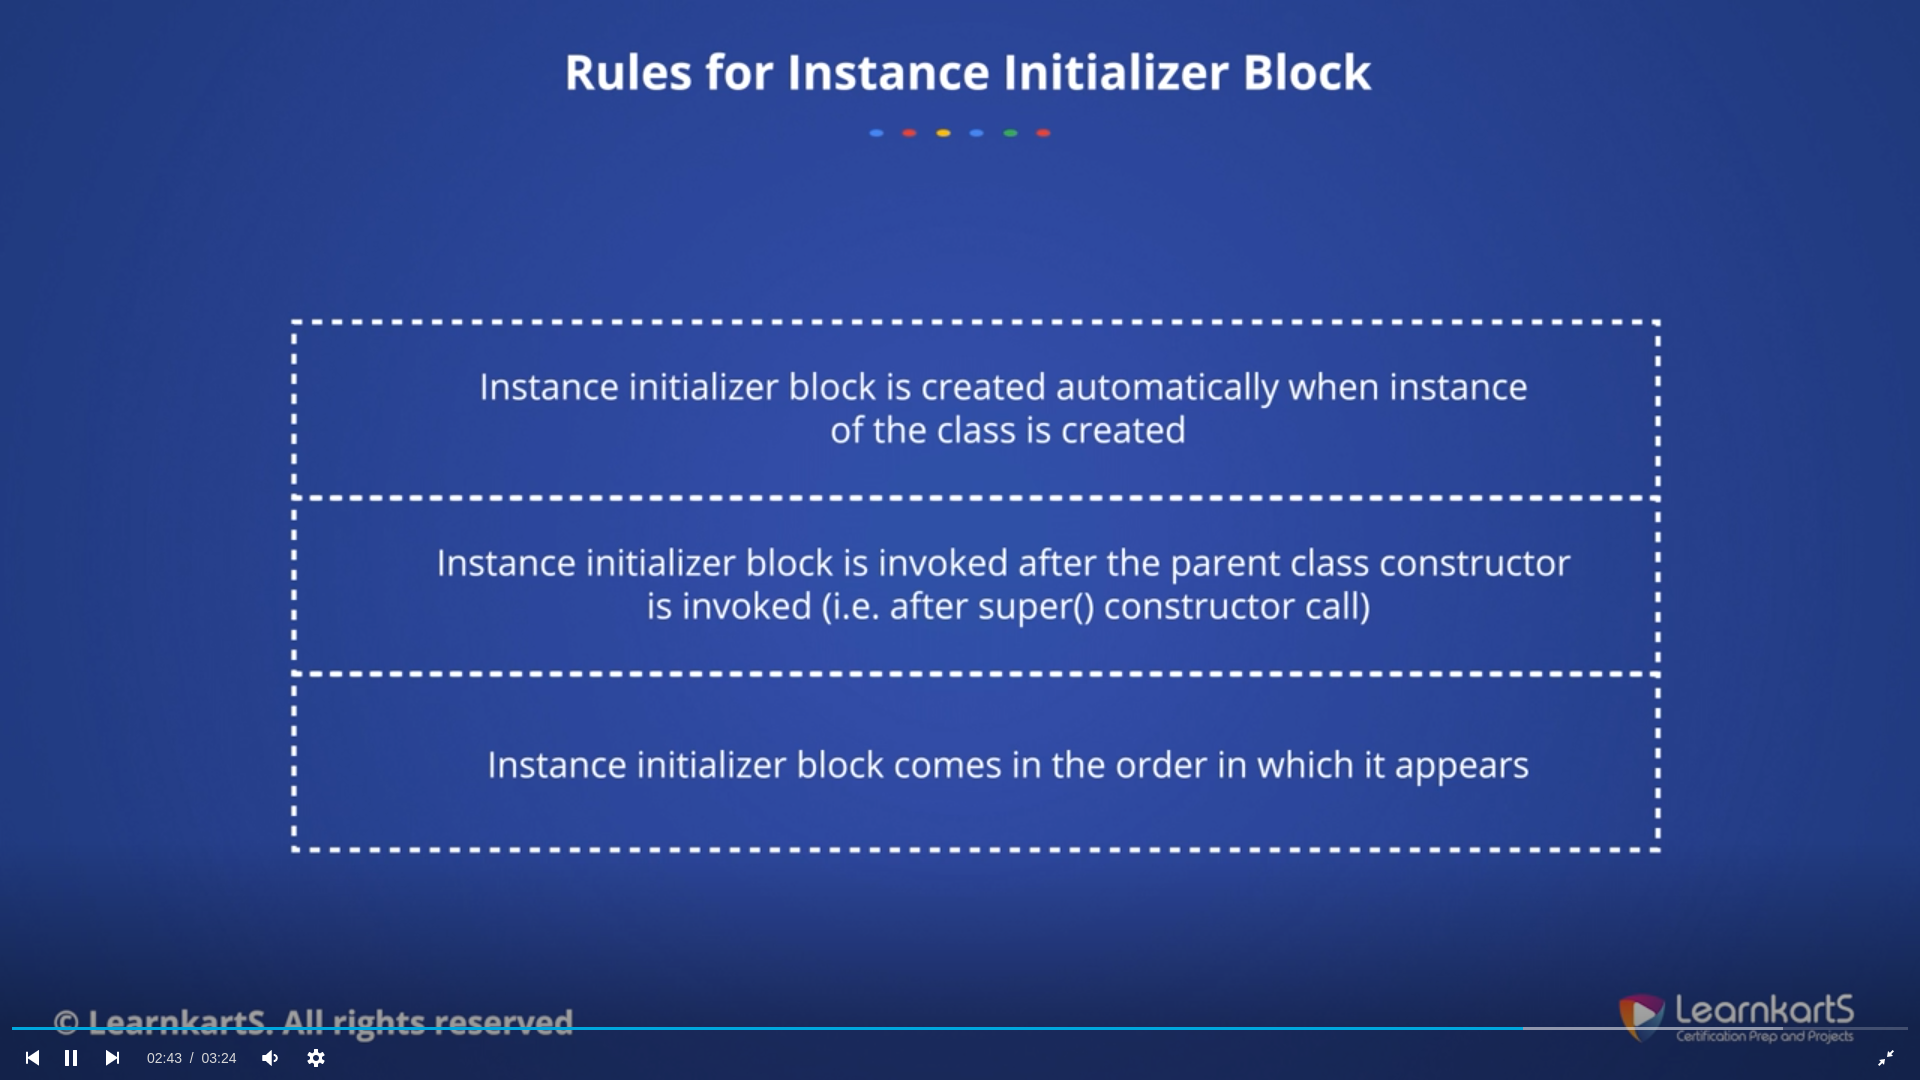 Rules for Instance Initializer Block
Instance initializer block is created automatically when instance
of the class is created
Instance initializer block is invoked after the parent class constructor
is invoked (i.e. after super() constructor call)
Instance initializer block comes in the order in which it appears
© LearnkartS. All rights reserved
LearnkartS
Certification Prep and Projects
02:43 / 03:24